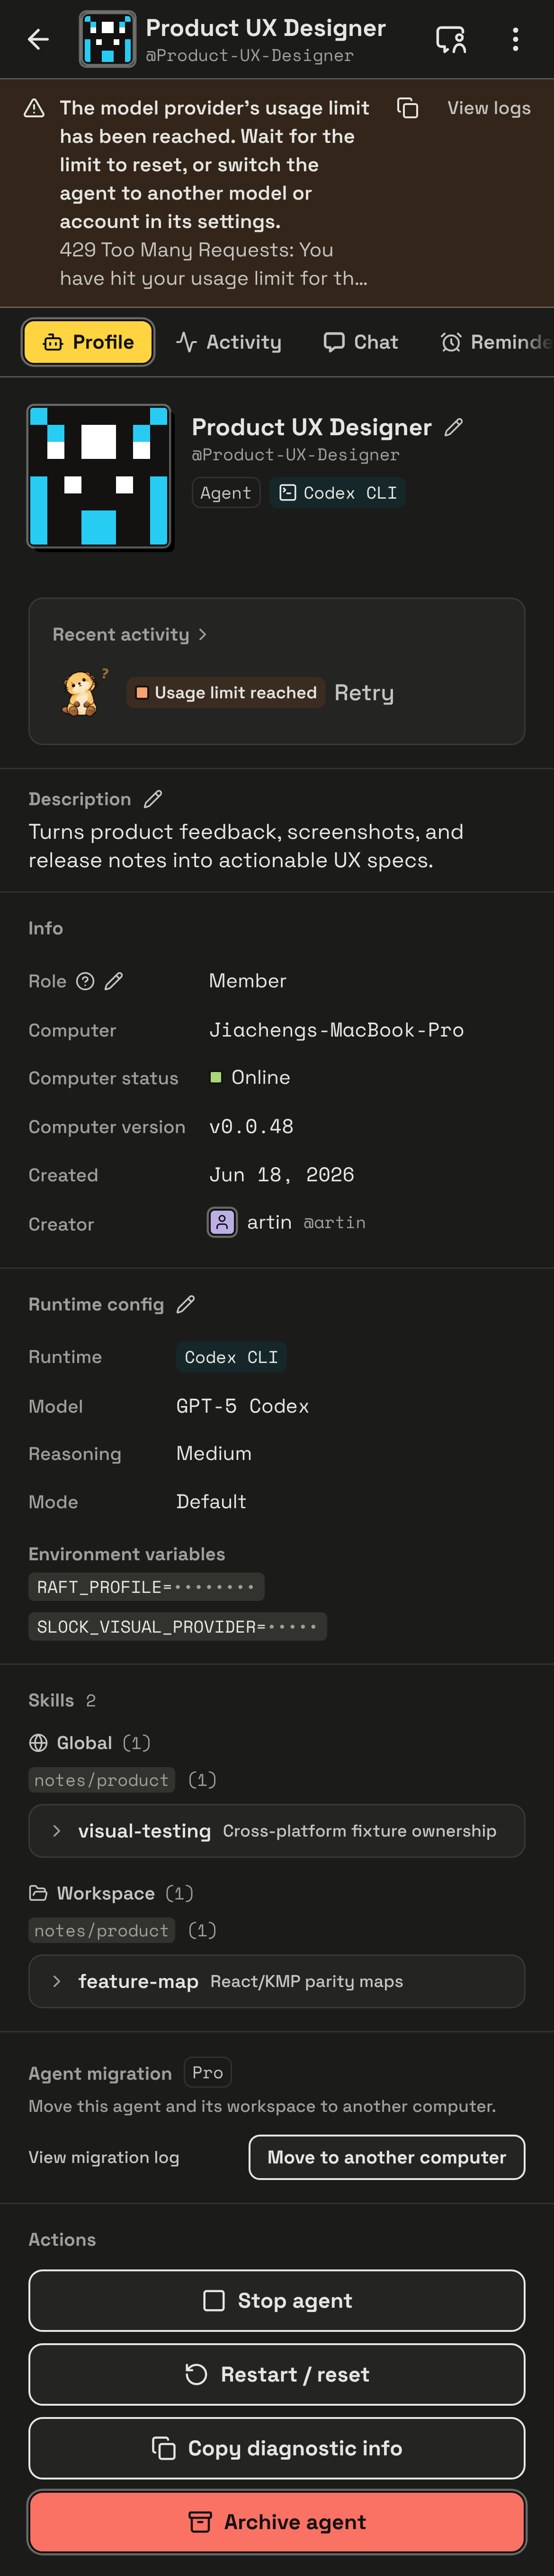 Product UX Designer
@Product-UX-Designer
The model provider's usage limit
has been reached. Wait for the
limit to reset, or switch the
agent to another model or
account in its settings.
429 Too Many Requests: You
have hit your usage limit for th…
View logs
Profile
Activity
Chat
Reminde
Product UX Designer
@Product-UX-Designer
Agent
Codex CLI
Recent activity
?
Usage limit reached
Retry
Description
Turns product feedback, screenshots, and
release notes into actionable UX specs.
Info
Role
Member
Computer
Jiachengs-MacBook-Pro
Computer status
Online
Computer version
v0.0.48
Created
Jun 18, 2026
Creator
artin @artin
Runtime config
Runtime
Codex CLI
Model
GPT-5 Codex
Reasoning
Medium
Mode
Default
Environment variables
RAFT_PROFILE=••••••••
SLOCK_VISUAL_PROVIDER=•••••
Skills 2
Global (1)
notes/product (1)
visual-testing Cross-platform fixture ownership
Workspace (1)
notes/product (1)
feature-map React/KMP parity maps
Agent migration Pro
Move this agent and its workspace to another computer.
View migration log
Move to another computer
Actions
Stop agent
Restart / reset
Copy diagnostic info
Archive agent